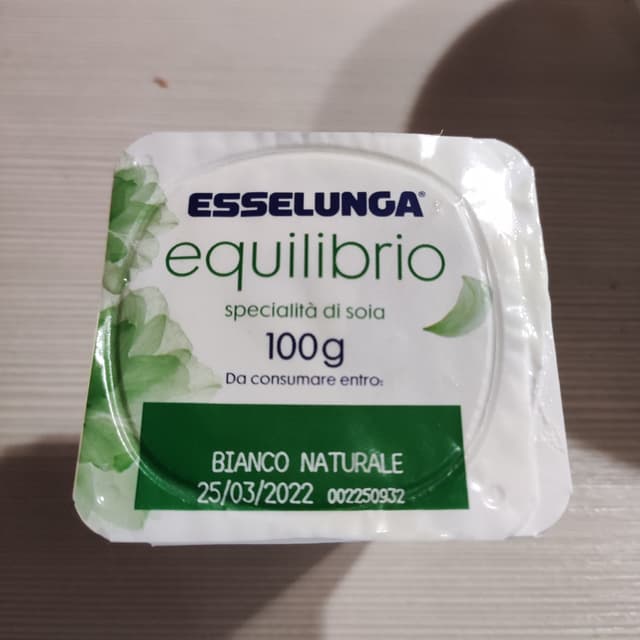 ESSELUNGA®
equilibrio
specialità di soia
100g
Da consumare entro:
BIANCO NATURALE
25/03/2022 002250932